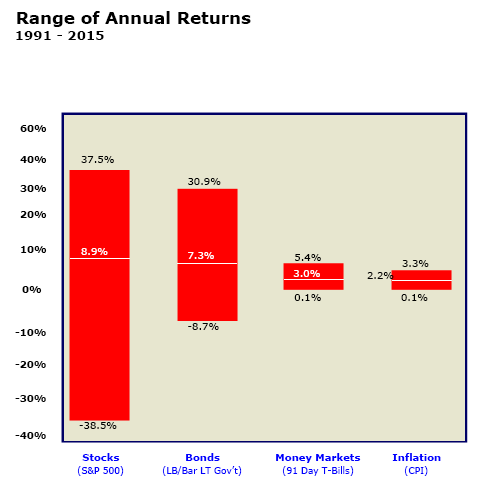 Range of Annual Returns
1991 - 2015
60%
40%
30%
20%
10%
0%
-10%
-20%
-30%
-40%
37.5%
8.9%
-38.5%
30.9%
7.3%
-8.7%
5.4%
3.0%
0.1%
3.3%
2.2%
0.1%
Stocks
(S&P 500)
Bonds
(LB/Bar LT Gov't)
Money Markets
(91 Day T-Bills)
Inflation
(CPI)